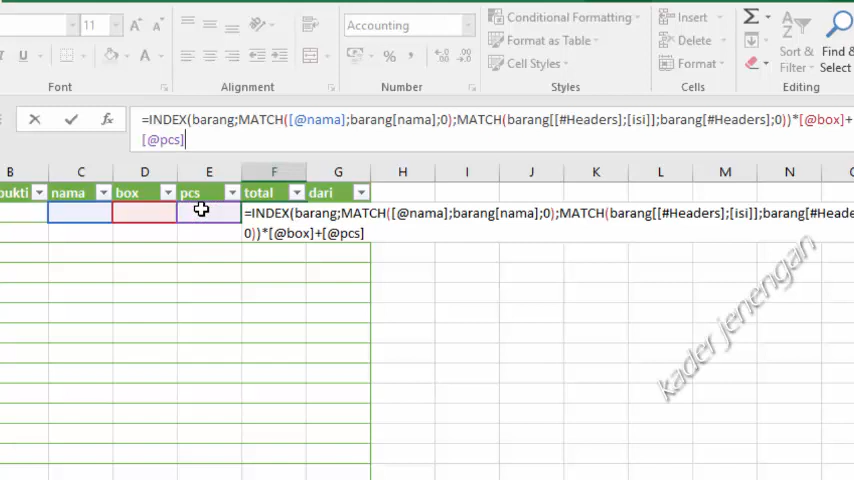 11
Accounting
Conditional Formatting
Insert
Format as Table
Delete
Cell Styles
Format
Sort &
Filter
Find &
Select
Font
Alignment
Number
Styles
Cells
Editing
=INDEX(barang;MATCH([@nama];barang[nama];0);MATCH(barang[[#Headers];[isi]];barang[#Headers];0))*[@box]+
[@pcs]
B C D E F G H I J K L M N
bukti nama box pcs total dari
=INDEX(barang;MATCH([@nama];barang[nama];0);MATCH(barang[[#Headers];[isi]];barang[#Heade
0))*[@box]+[@pcs]
kader jenengan